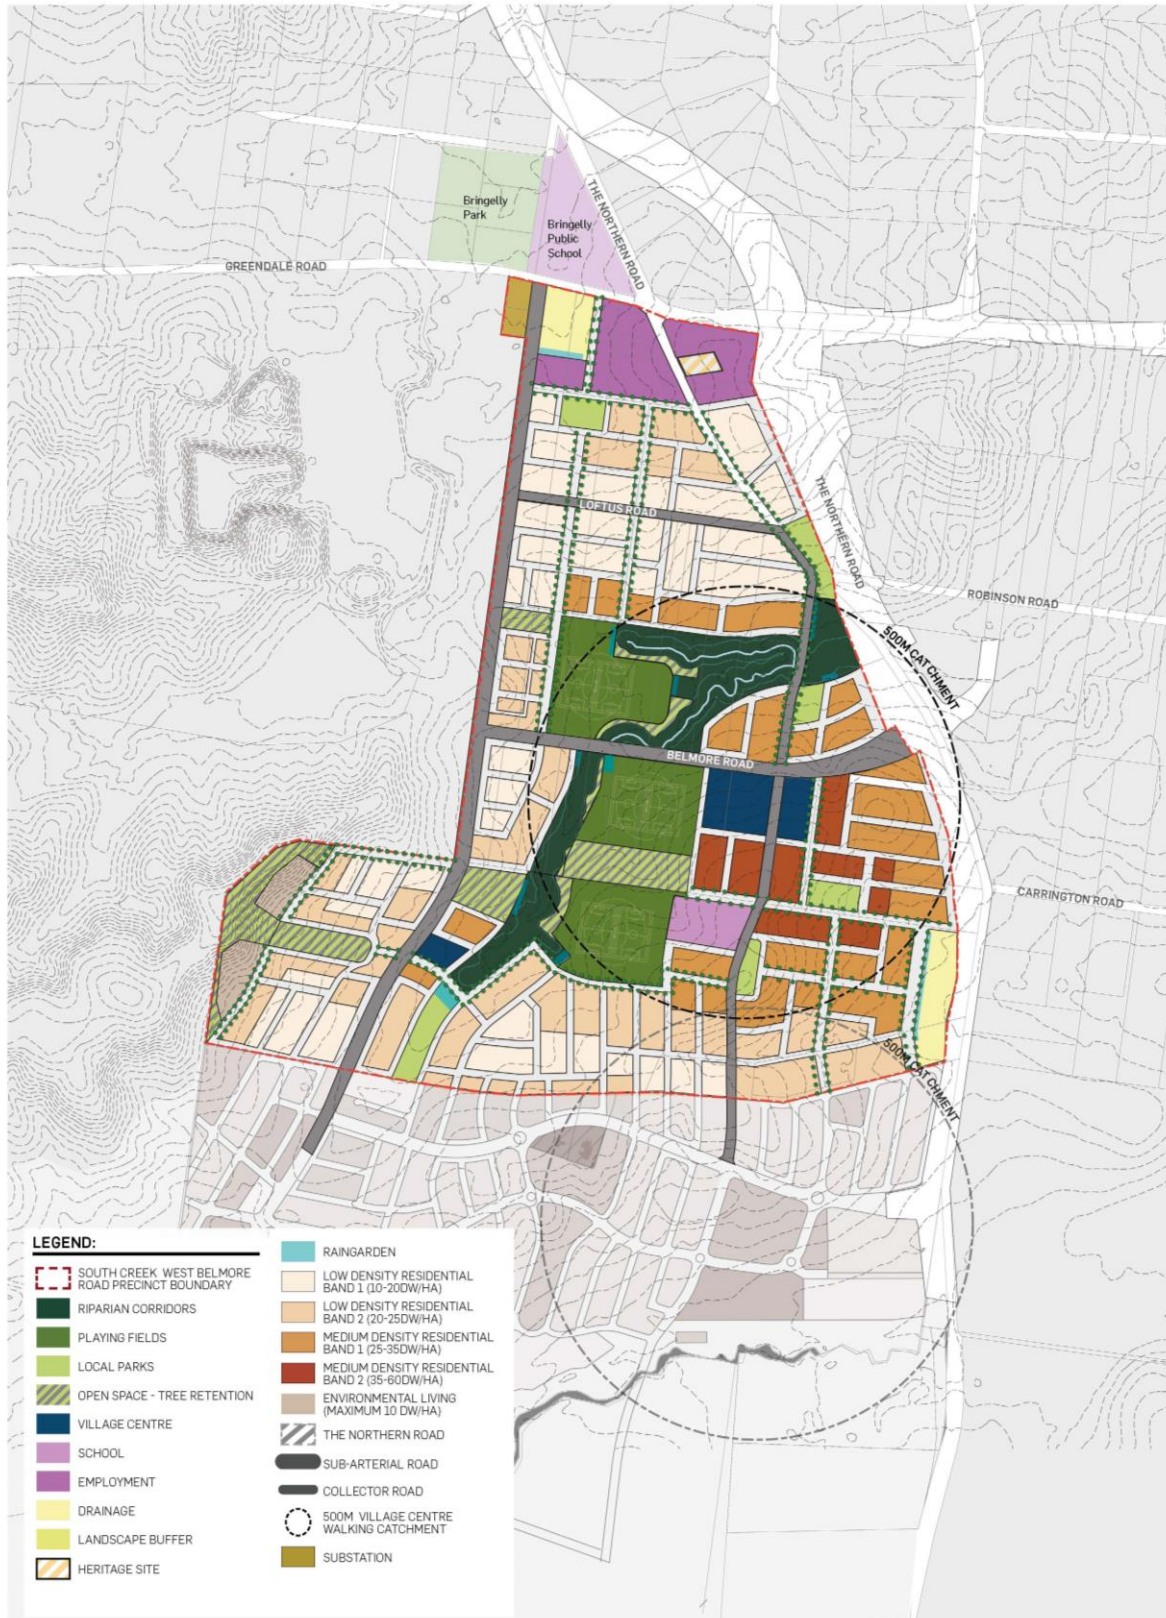 Bringelly
Park
Bringelly
Public
School
THE NORTHERN ROAD
GREENDALE ROAD
LOFTUS ROAD
THE NORTHERN ROAD
ROBINSON ROAD
500M CATCHMENT
BELMORE ROAD
CARRINGTON ROAD
500M CATCHMENT
LEGEND:
SOUTH CREEK WEST BELMORE
ROAD PRECINCT BOUNDARY
RIPARIAN CORRIDORS
PLAYING FIELDS
LOCAL PARKS
OPEN SPACE - TREE RETENTION
VILLAGE CENTRE
SCHOOL
EMPLOYMENT
DRAINAGE
LANDSCAPE BUFFER
HERITAGE SITE
RAINGARDEN
LOW DENSITY RESIDENTIAL
BAND 1 (10-20DW/HA)
LOW DENSITY RESIDENTIAL
BAND 2 (20-25DW/HA)
MEDIUM DENSITY RESIDENTIAL
BAND 1 (25-35DW/HA)
MEDIUM DENSITY RESIDENTIAL
BAND 2 (35-60DW/HA)
ENVIRONMENTAL LIVING
(MAXIMUM 10 DW/HA)
THE NORTHERN ROAD
SUB-ARTERIAL ROAD
COLLECTOR ROAD
500M VILLAGE CENTRE
WALKING CATCHMENT
SUBSTATION